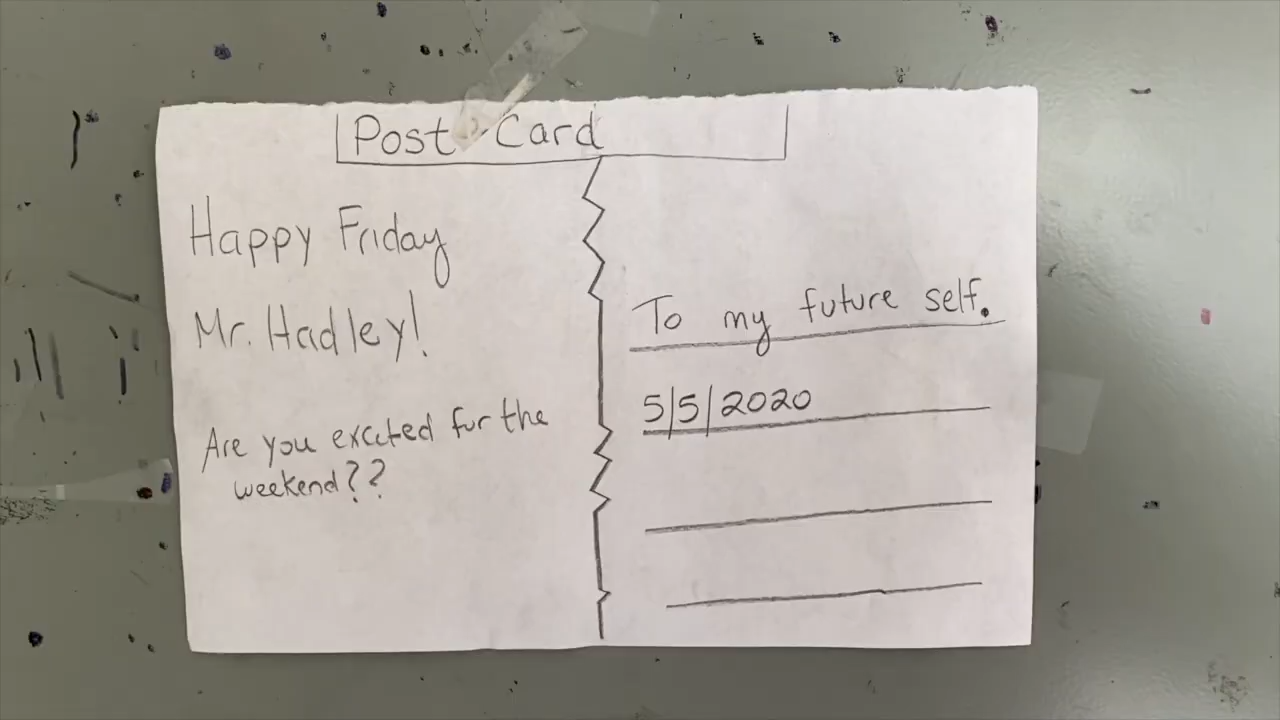 Post Card
Happy Friday
Mr. Hadley!
Are you excited for the
weekend??
To my future self.
5/5/2020